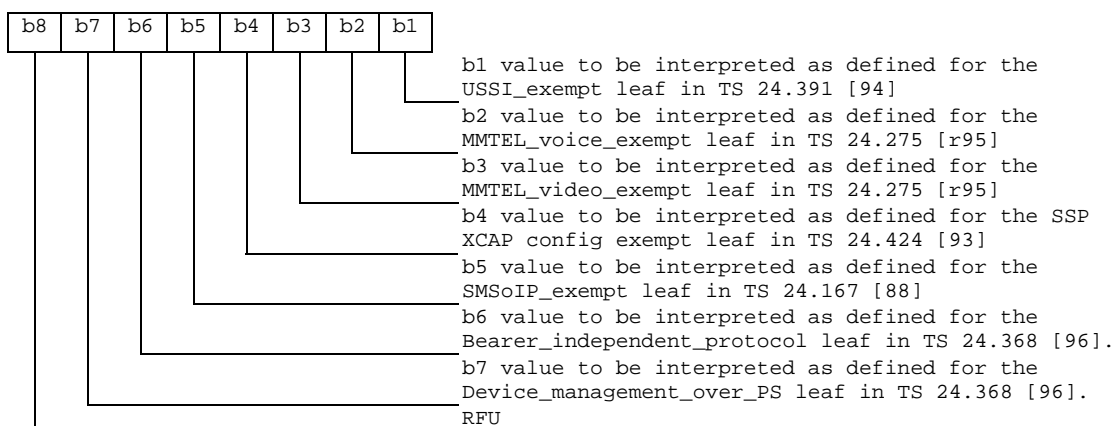 b8 b7 b6 b5 b4 b3 b2 b1
b1 value to be interpreted as defined for the
USSI_exempt leaf in TS 24.391 [94]
b2 value to be interpreted as defined for the
MMTEL_voice_exempt leaf in TS 24.275 [r95]
b3 value to be interpreted as defined for the
MMTEL_video_exempt leaf in TS 24.275 [r95]
b4 value to be interpreted as defined for the SSP
XCAP config exempt leaf in TS 24.424 [93]
b5 value to be interpreted as defined for the
SMSoIP_exempt leaf in TS 24.167 [88]
b6 value to be interpreted as defined for the
Bearer_independent_protocol leaf in TS 24.368 [96].
b7 value to be interpreted as defined for the
Device_management_over_PS leaf in TS 24.368 [96].
RFU